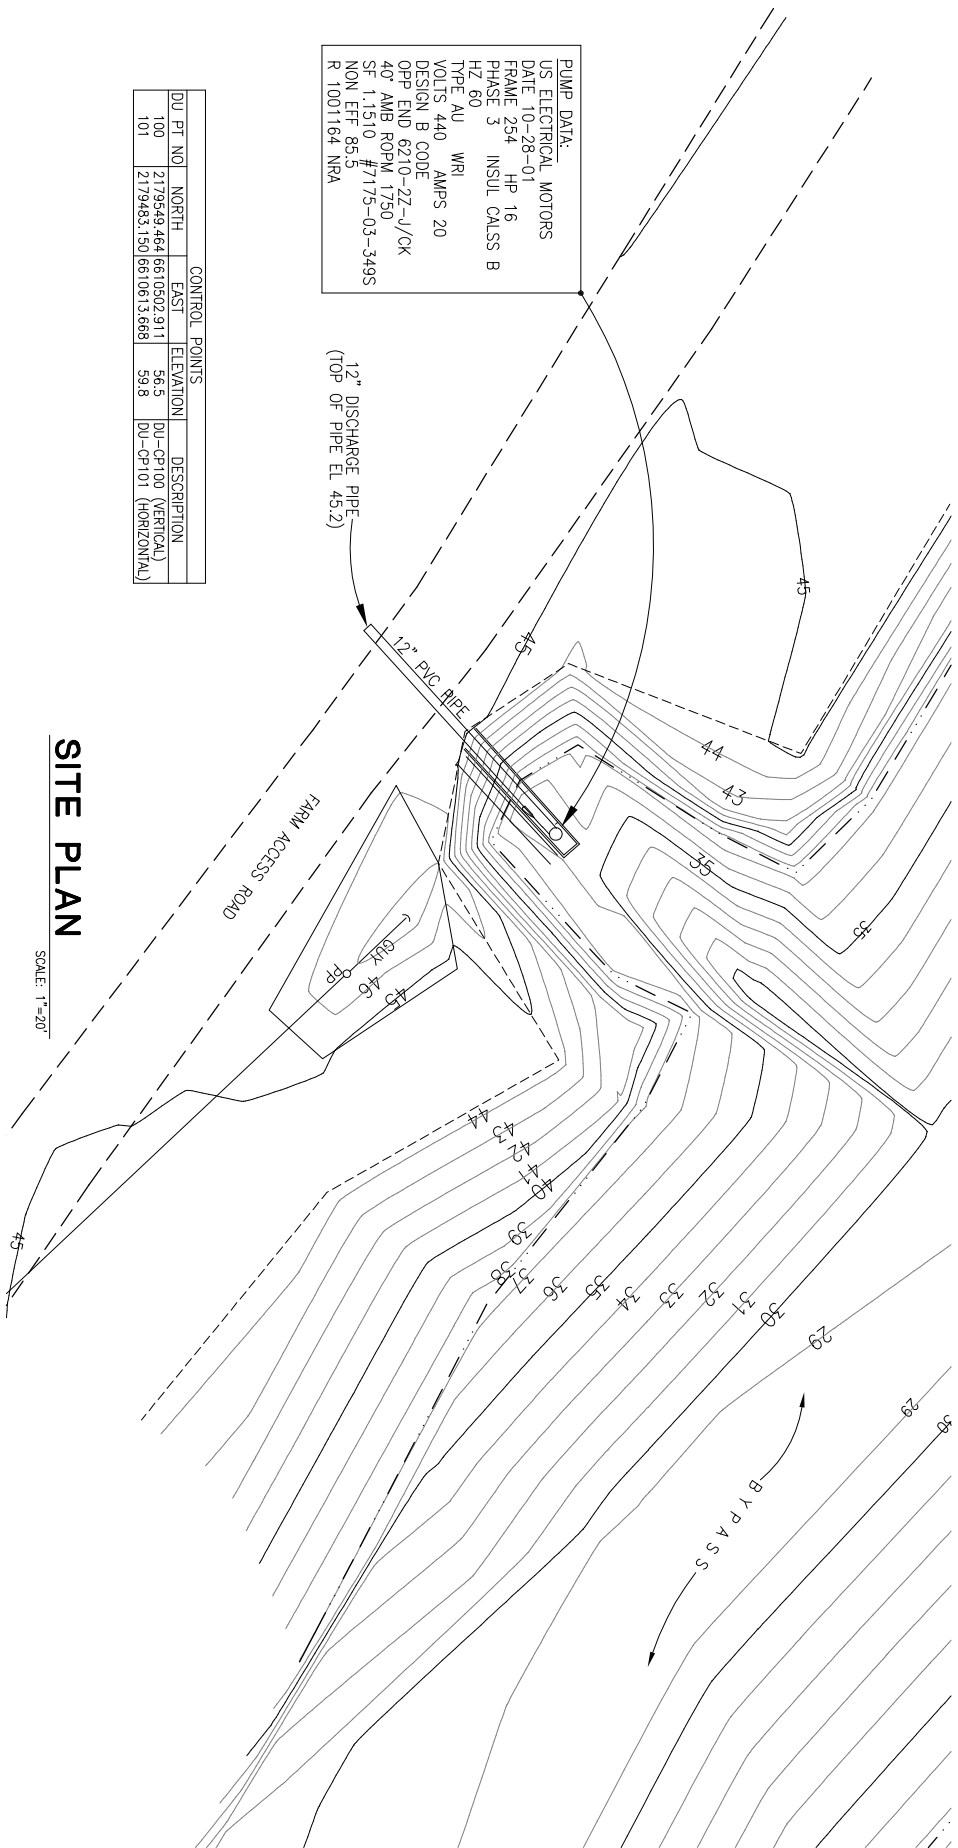 PUMP DATA:
US ELECTRICAL MOTORS
DATE 10-28-01
FRAME 254 HP 16
PHASE 3 INSUL CALSS B
HZ 60
TYPE AU WRI
VOLTS 440 AMPS 20
DESIGN B CODE
OPP END 6210-2Z-J/CK
40° AMB ROPM 1750
SF 1.1510 #7175-03-349S
NON EFF 85.5
R 1001164 NRA
12" DISCHARGE PIPE
(TOP OF PIPE EL 45.2)
12" PVC PIPE
45
45
44
43
35
35
GUY
PP
46
45
FARM ACCESS ROAD
44
43
42
41
40
39
38
37
36
35
34
33
32
31
30
29
29
30
45
BYPASS
CONTROL POINTS
DU PT NO NORTH EAST ELEVATION DESCRIPTION
100 2179549.464 6610502.911 56.5 DU-CP100 (VERTICAL)
101 2179483.150 6610613.668 59.8 DU-CP101 (HORIZONTAL)
SITE PLAN
SCALE: 1"=20'